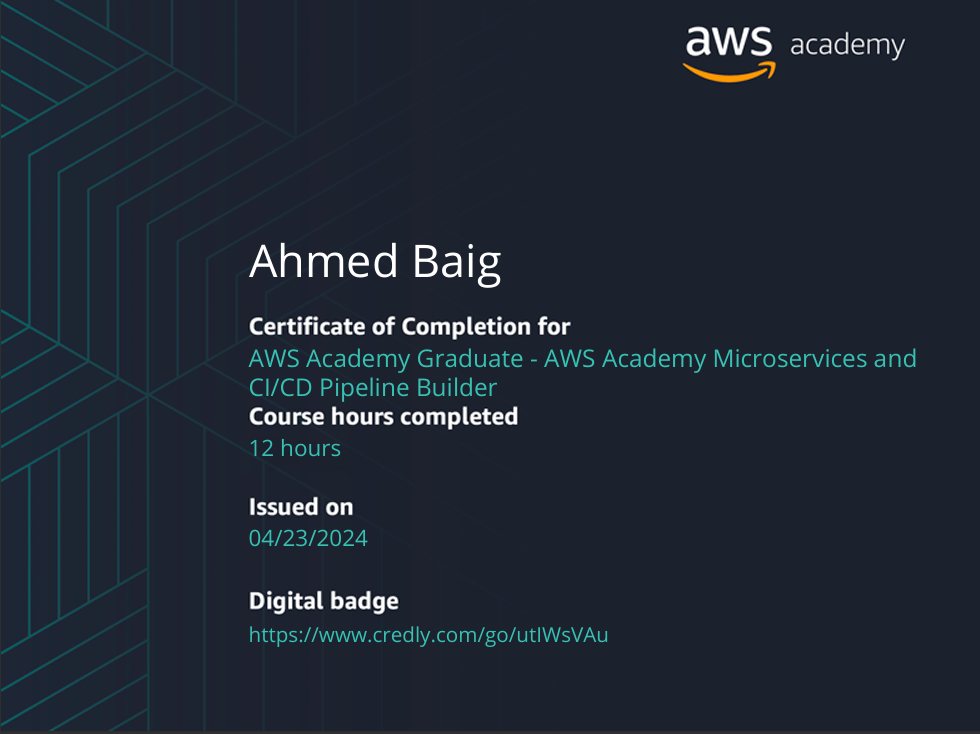 aws academy
Ahmed Baig
Certificate of Completion for
AWS Academy Graduate - AWS Academy Microservices and
CI/CD Pipeline Builder
Course hours completed
12 hours
Issued on
04/23/2024
Digital badge
https://www.credly.com/go/utIWsVAu